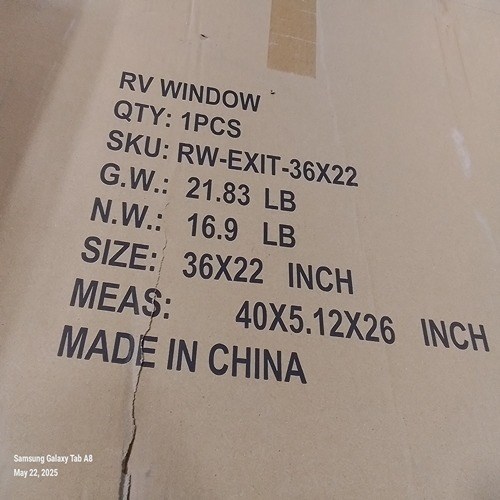 RV WINDOW
QTY: 1PCS
SKU: RW-EXIT-36X22
G.W.: 21.83 LB
N.W.: 16.9 LB
SIZE: 36X22 INCH
MEAS: 40X5.12X26 INCH
MADE IN CHINA
Samsung Galaxy Tab A8
May 22, 2025